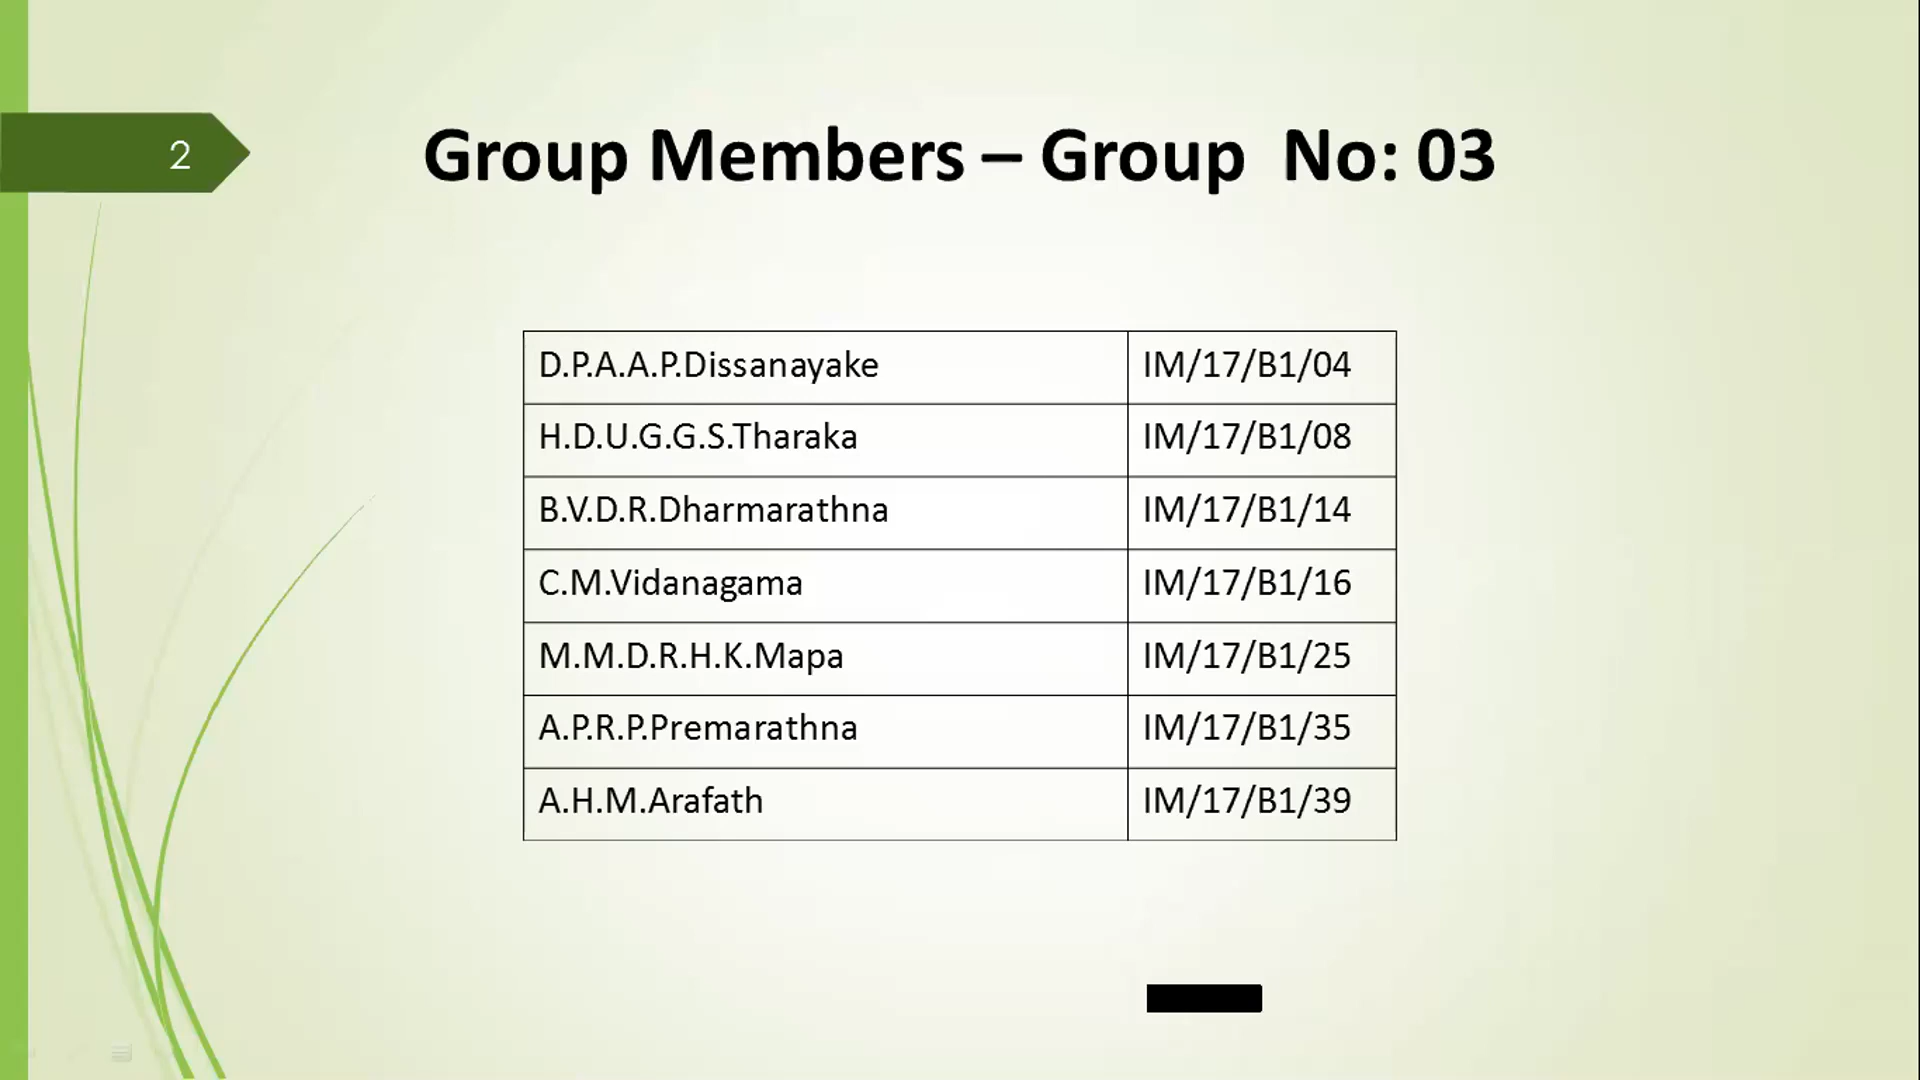 2
Group Members – Group  No: 03
D.P.A.A.P.Dissanayake IM/17/B1/04
H.D.U.G.G.S.Tharaka IM/17/B1/08
B.V.D.R.Dharmarathna IM/17/B1/14
C.M.Vidanagama IM/17/B1/16
M.M.D.R.H.K.Mapa IM/17/B1/25
A.P.R.P.Premarathna IM/17/B1/35
A.H.M.Arafath IM/17/B1/39